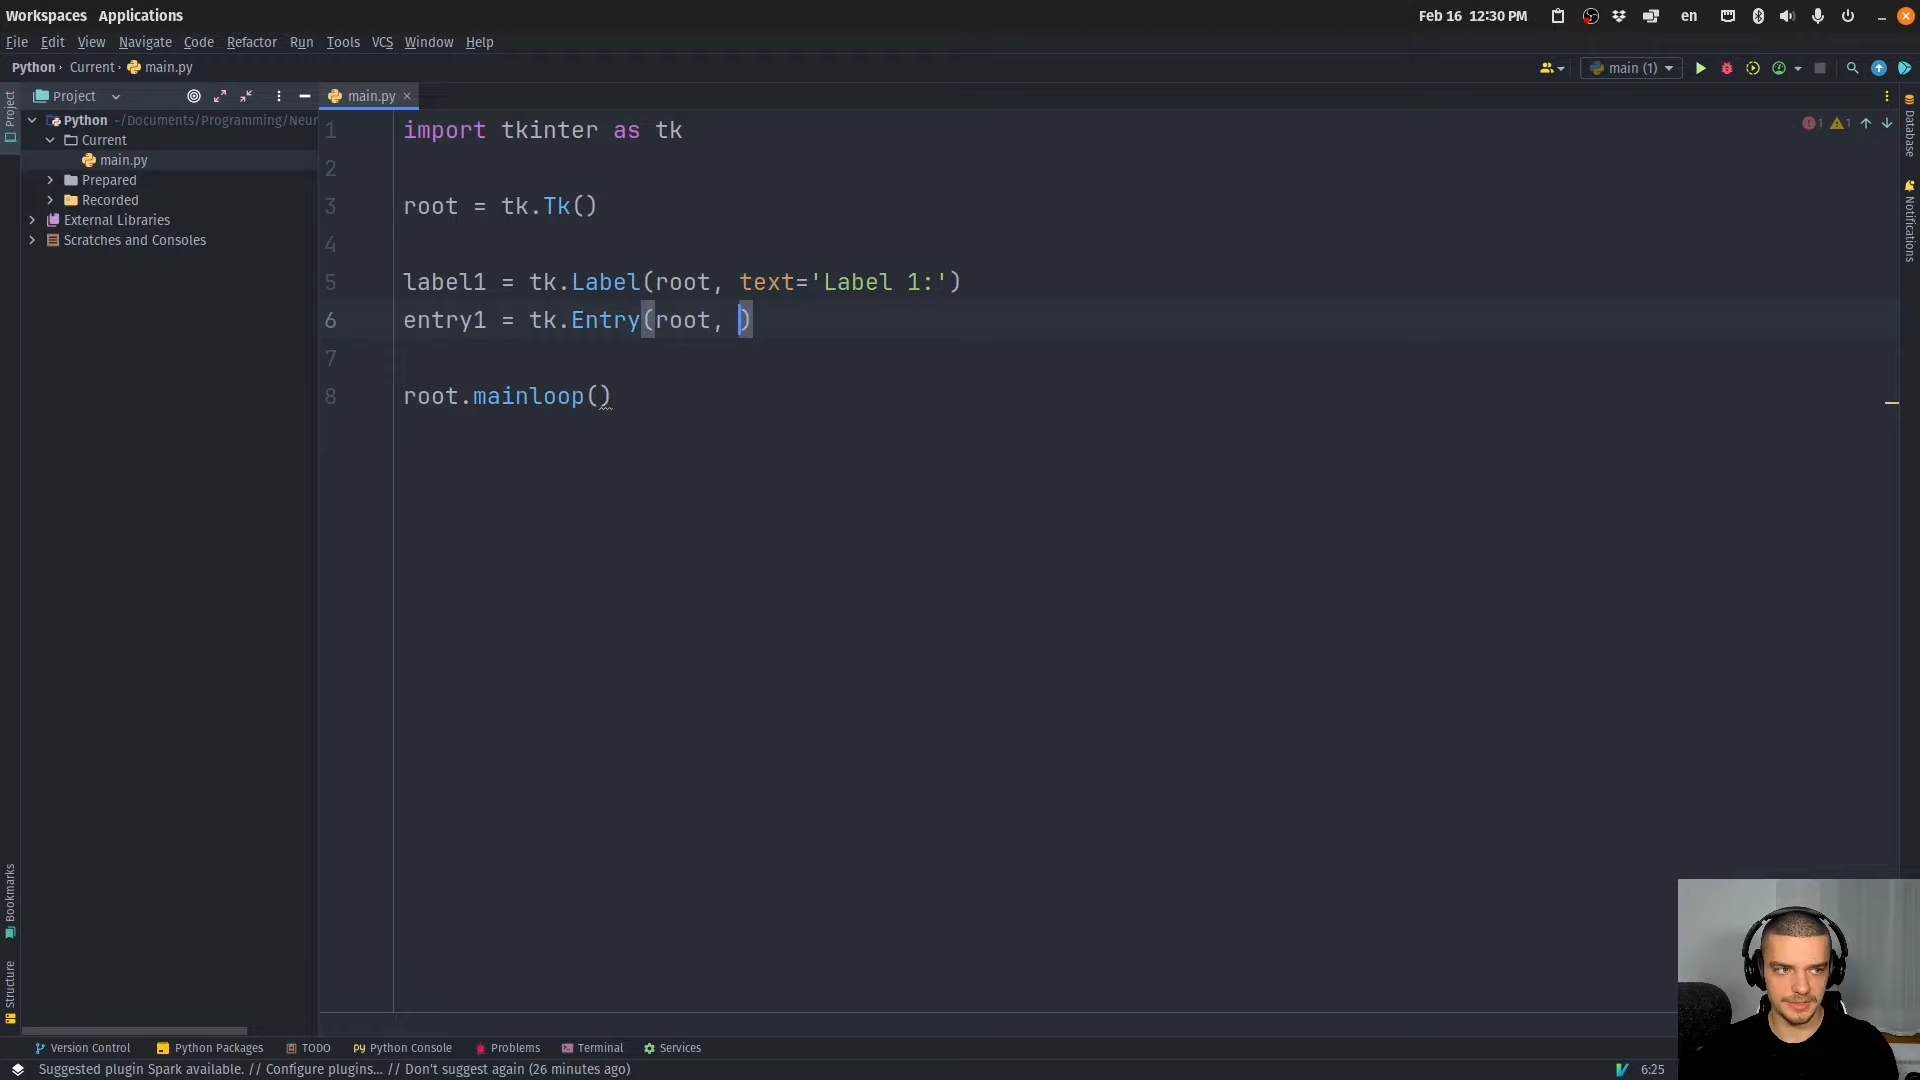 Workspaces Applications Feb 16 12:30 PM en
File Edit View Navigate Code Refactor Run Tools VCS Window Help
Python › Current › main.py main (1)
Project
main.py
Python ~/Documents/Programming/Neur
Current
main.py
Prepared
Recorded
External Libraries
Scratches and Consoles
1 import tkinter as tk
2
3 root = tk.Tk()
4
5 label1 = tk.Label(root, text='Label 1:')
6 entry1 = tk.Entry(root, )
7
8 root.mainloop()
1 1
Project
Bookmarks
Structure
Database
Notifications
Version Control Python Packages TODO Python Console Problems Terminal Services
Suggested plugin Spark available. // Configure plugins... // Don't suggest again (26 minutes ago) 6:25